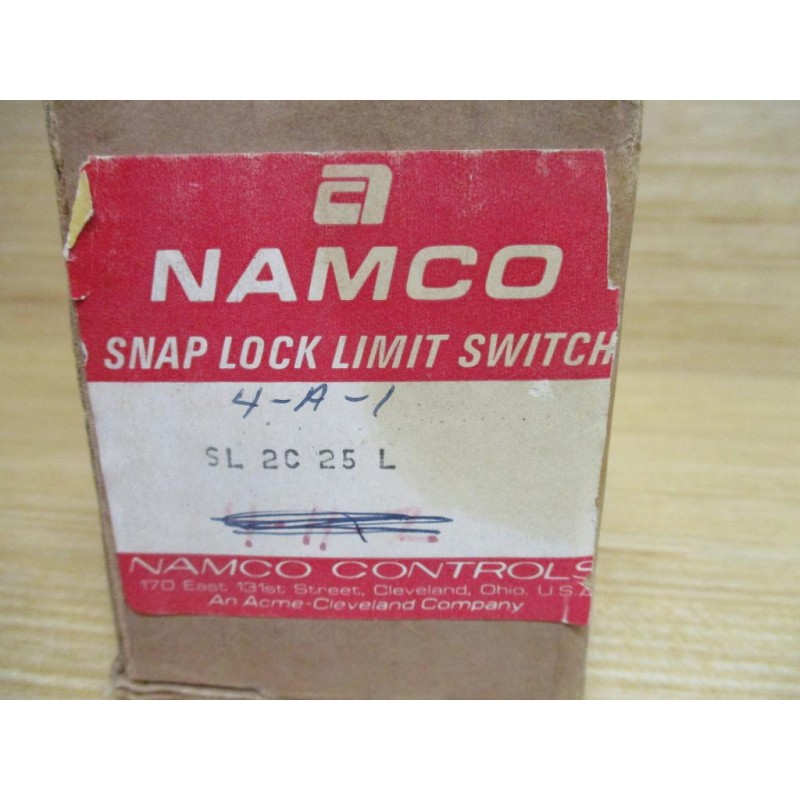 a
NAMCO
SNAP LOCK LIMIT SWITCH
4-A-1
SL 2C 25 L
NAMCO CONTROLS
170 East 131st Street, Cleveland, Ohio. U.S.A
An Acme-Cleveland Company